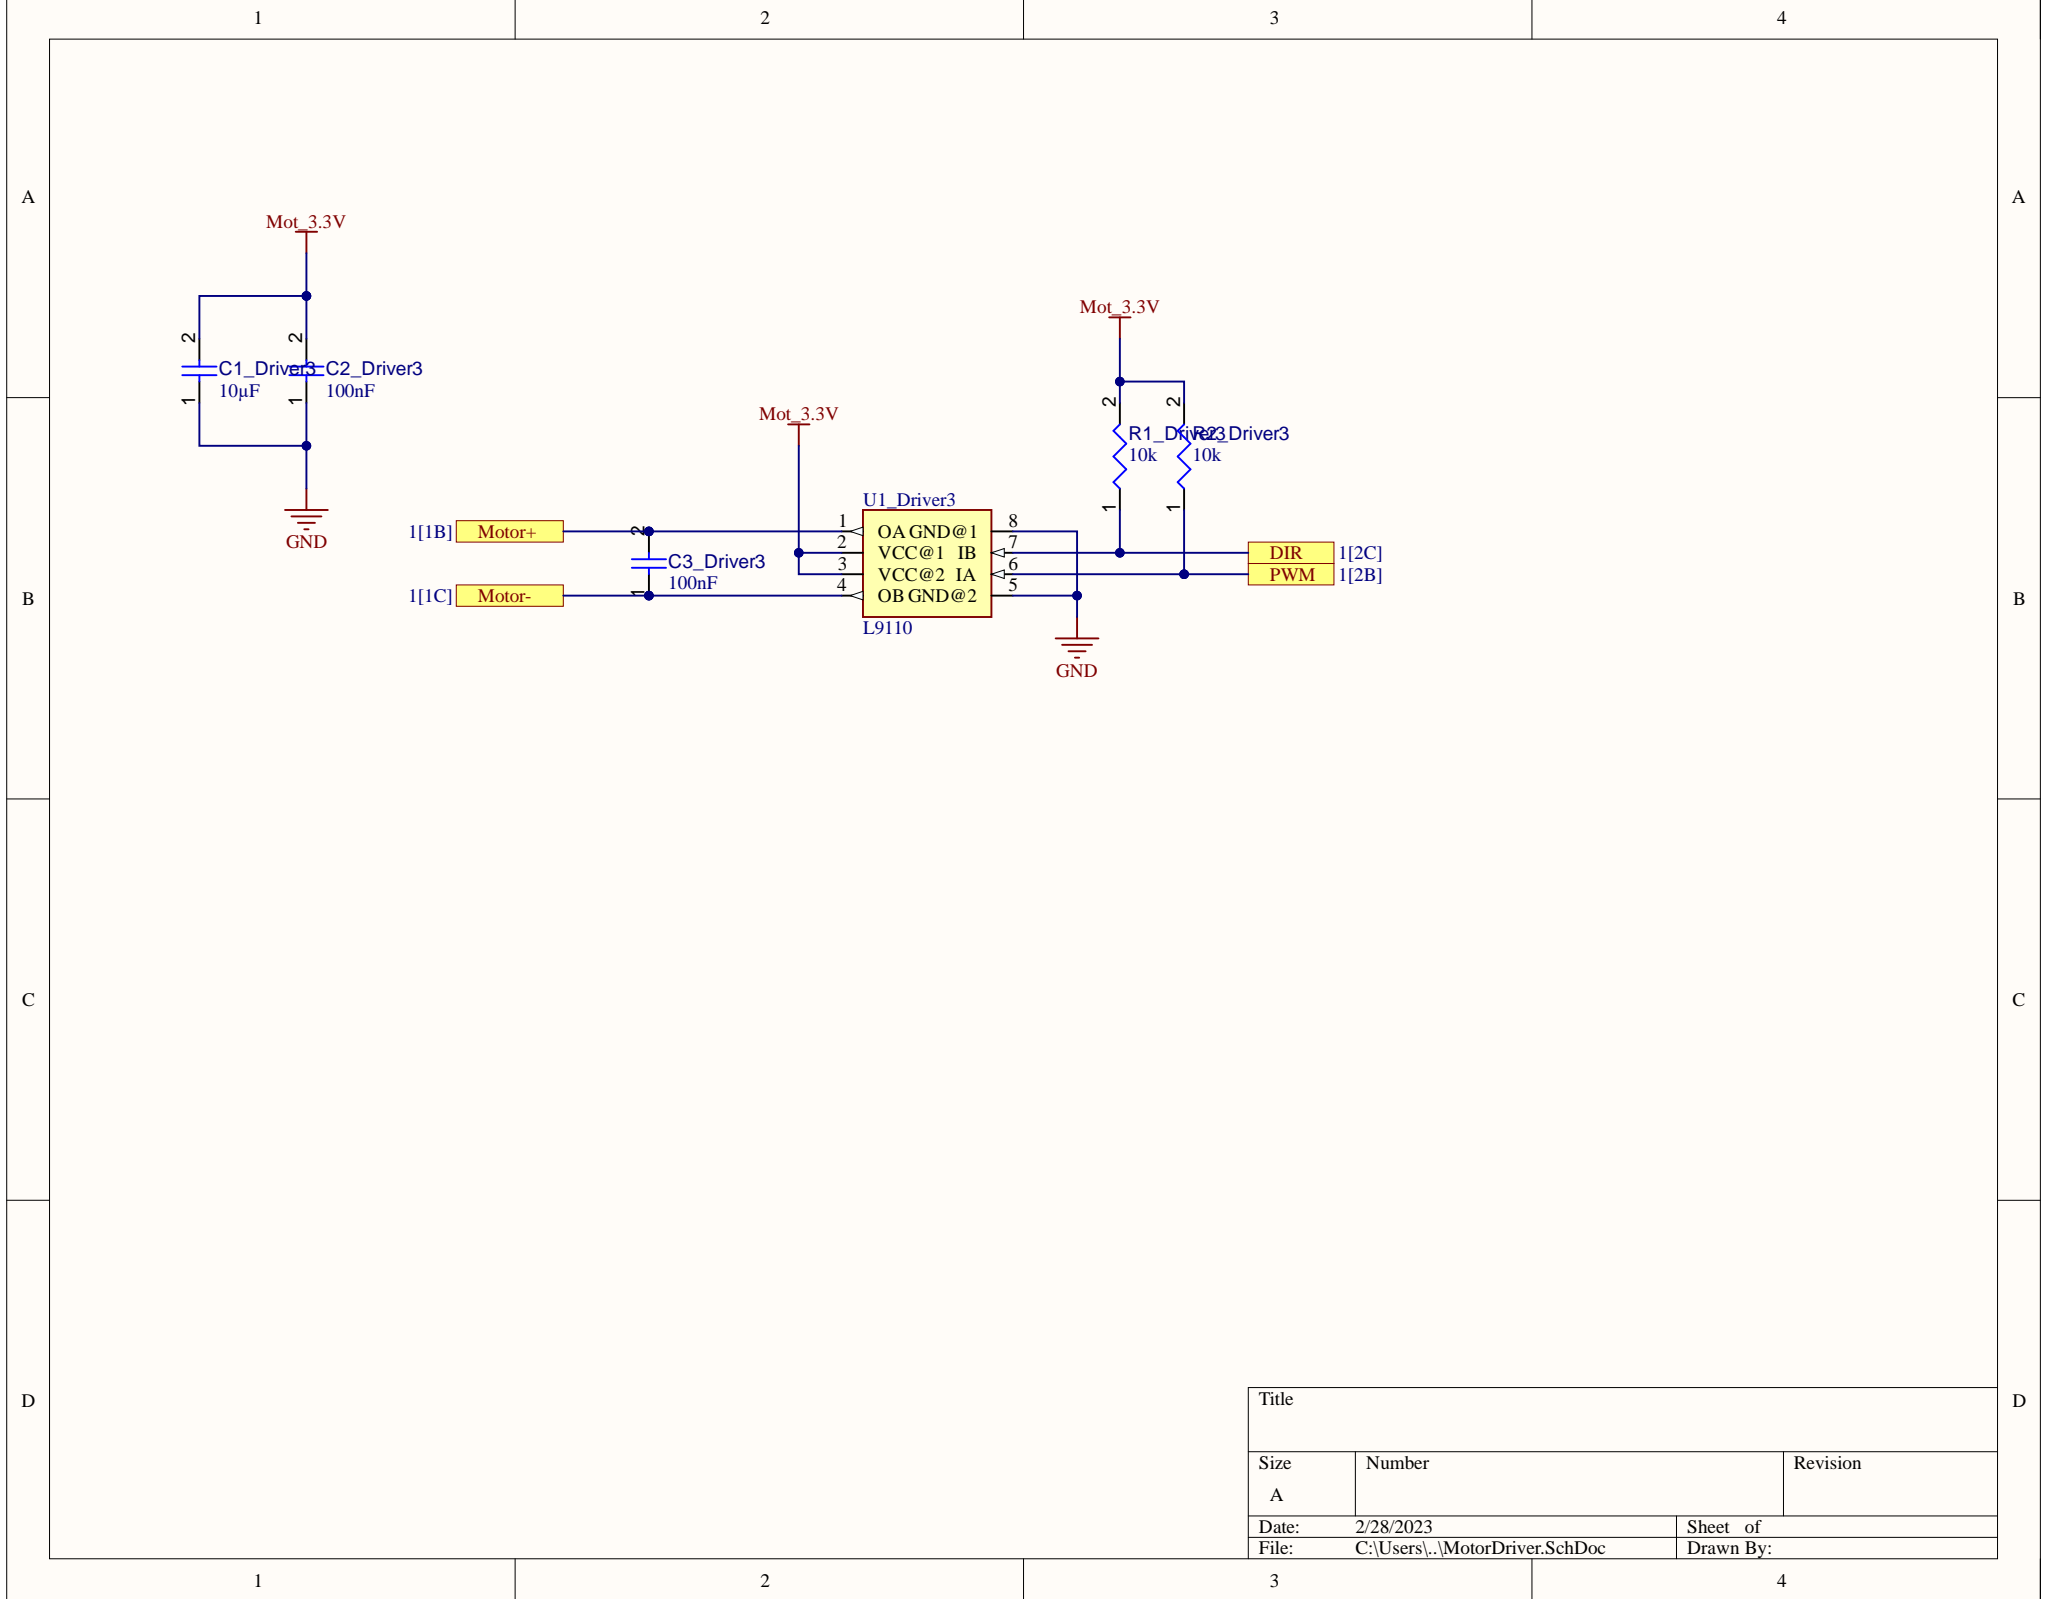 1 2 3 4
A A
Mot_3.3V
2 2
C1_Driver3 C2_Driver3
10µF 100nF
1 1
GND
Mot_3.3V
2 2
R1_Driver3 R2_Driver3
10k 10k
1 1
Mot_3.3V
U1_Driver3
1[1B] Motor+ 2 1 OA GND@1 8
2 VCC@1 IB 7 DIR 1[2C]
C3_Driver3 3 VCC@2 IA 6 PWM 1[2B]
100nF
1[1C] Motor- 1 4 OB GND@2 5
L9110
GND
B B
C C
D D
Title
Size Number Revision
A
Date: 2/28/2023 Sheet of
File: C:\Users\..\MotorDriver.SchDoc Drawn By:
1 2 3 4